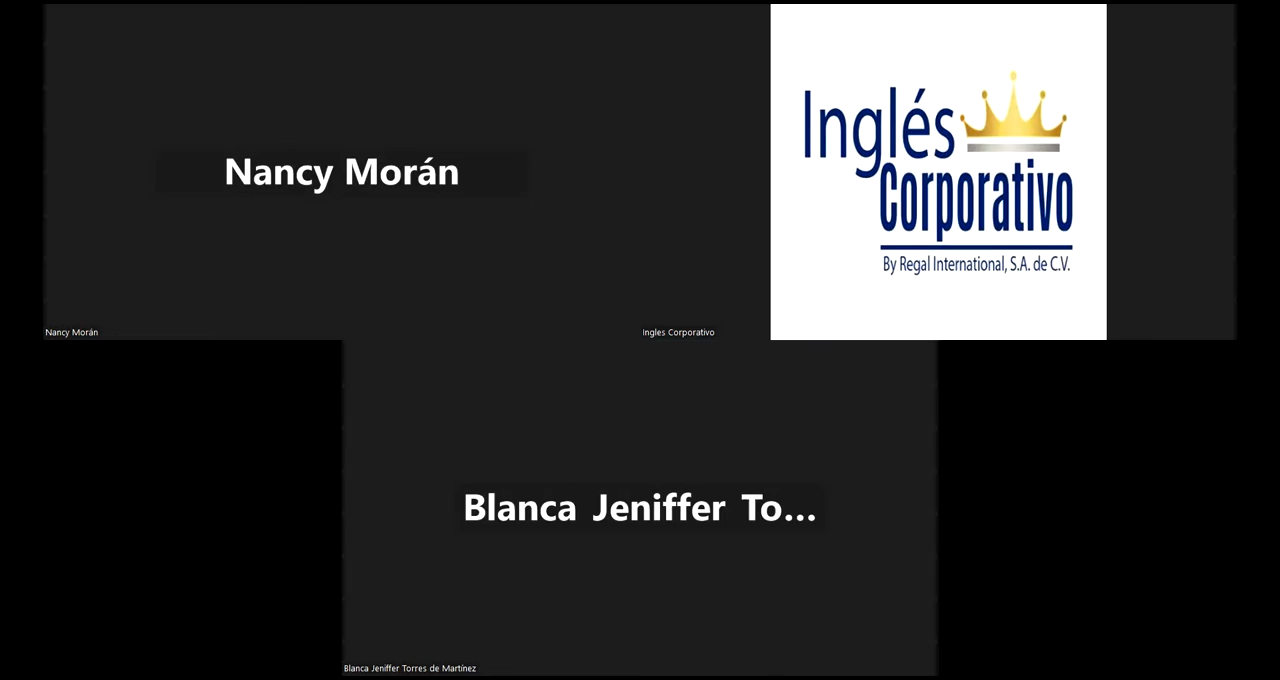 Nancy Morán
Inglés
Corporativo
By Regal International, S.A. de C.V.
Nancy Morán
Ingles Corporativo
Blanca Jeniffer To...
Blanca Jeniffer Torres de Martínez